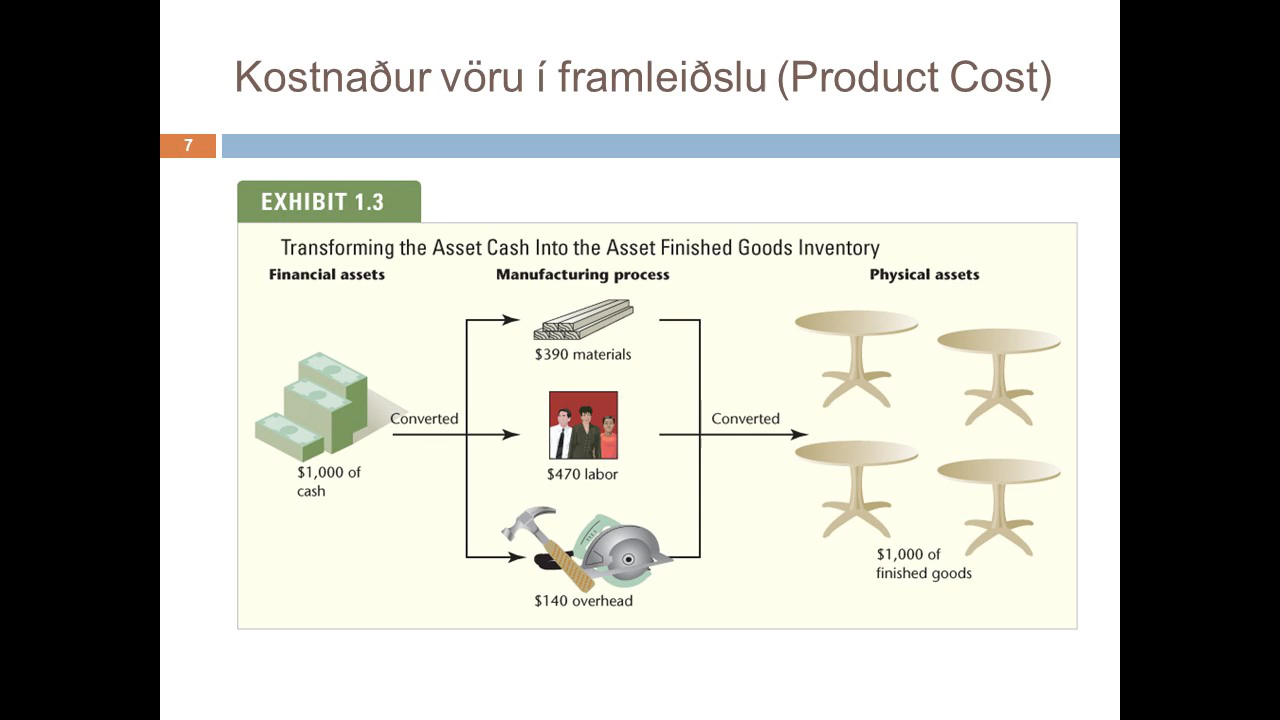 Kostnaður vöru í framleiðslu (Product Cost)
7
EXHIBIT 1.3
Transforming the Asset Cash Into the Asset Finished Goods Inventory
Financial assets
Manufacturing process
Physical assets
$390 materials
Converted
Converted
$1,000 of
cash
$470 labor
$140 overhead
$1,000 of
finished goods